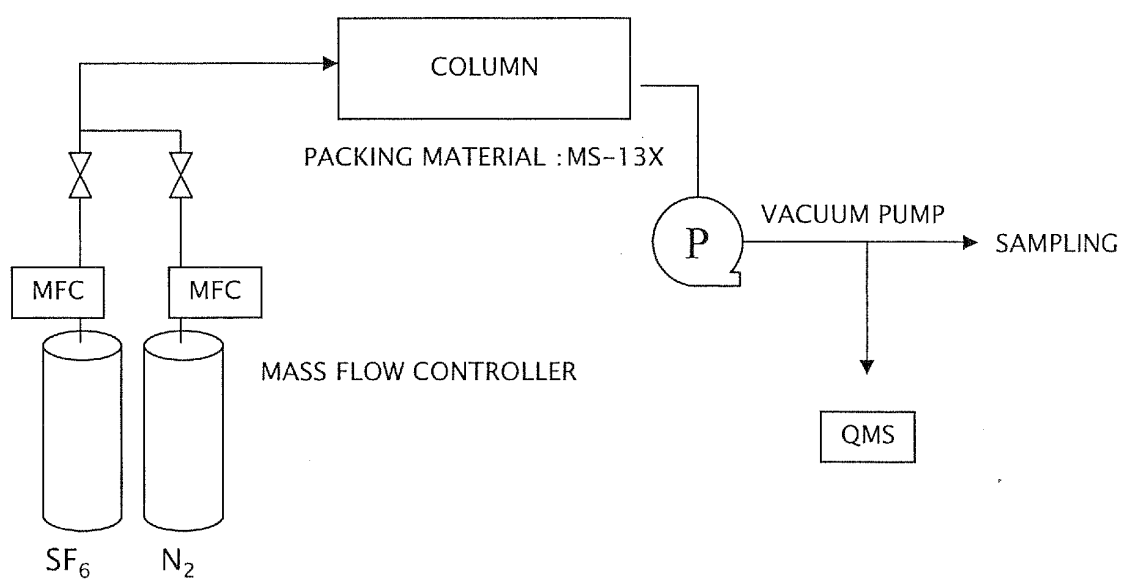 COLUMN
PACKING MATERIAL :MS-13X
VACUUM PUMP
P
SAMPLING
MFC
MFC
MASS FLOW CONTROLLER
QMS
SF₆
N₂